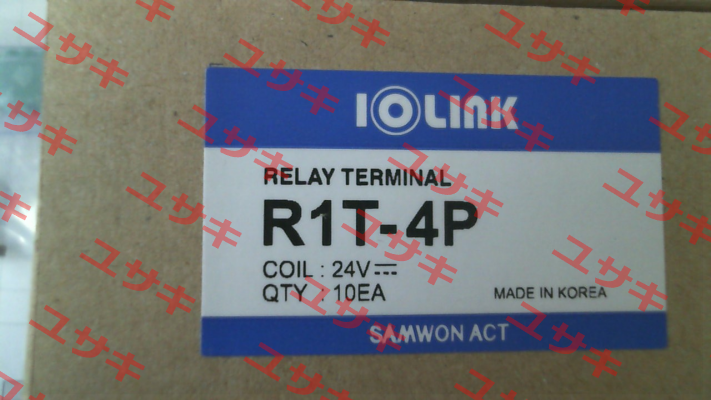 IOLINK
RELAY TERMINAL
R1T-4P
COIL : 24V⎓
QTY : 10EA
MADE IN KOREA
SAMWON ACT
ユサキ